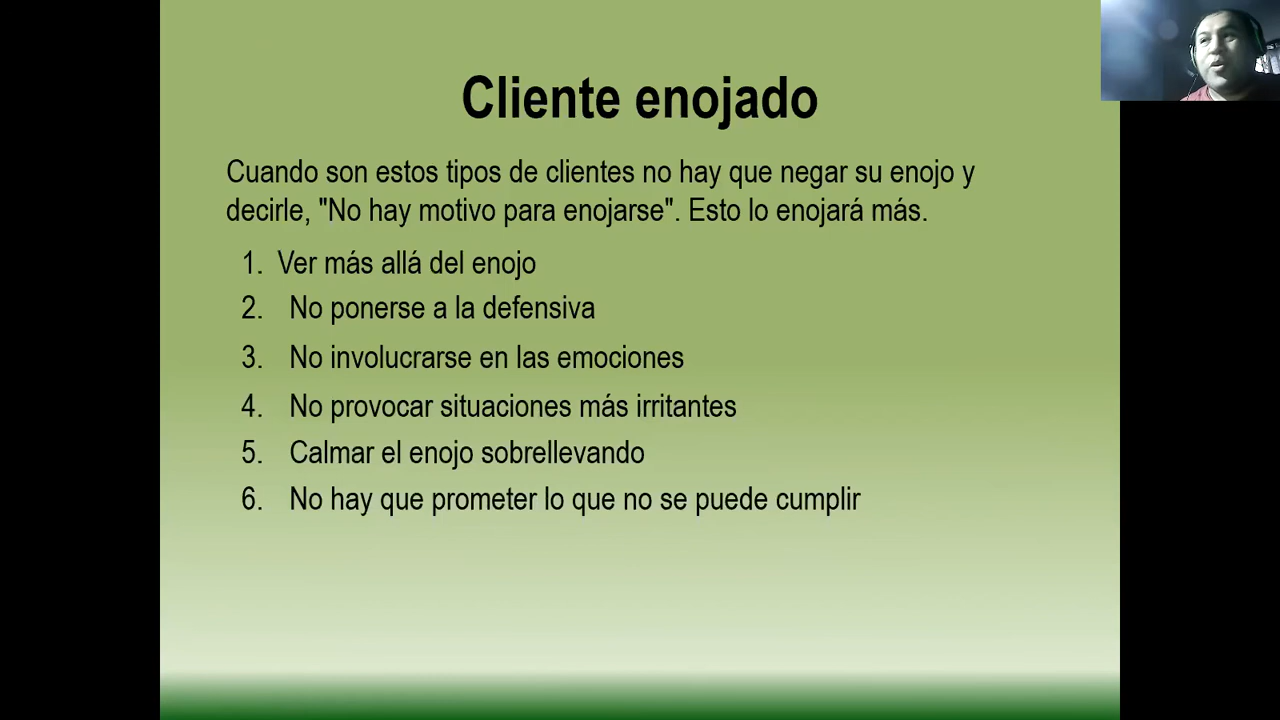 Cliente enojado
Cuando son estos tipos de clientes no hay que negar su enojo y
decirle, "No hay motivo para enojarse". Esto lo enojará más.
1. Ver más allá del enojo
2. No ponerse a la defensiva
3. No involucrarse en las emociones
4. No provocar situaciones más irritantes
5. Calmar el enojo sobrellevando
6. No hay que prometer lo que no se puede cumplir